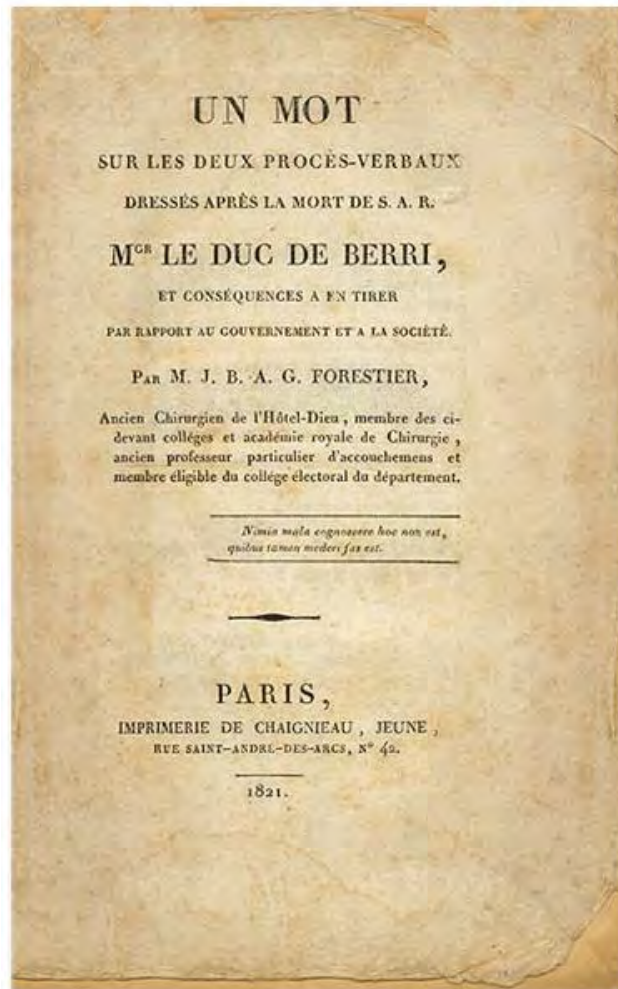 UN MOT
SUR LES DEUX PROCÈS-VERBAUX
DRESSÉS APRÈS LA MORT DE S. A. R.
MGR LE DUC DE BERRI,
ET CONSÉQUENCES A EN TIRER
PAR RAPPORT AU GOUVERNEMENT ET A LA SOCIÉTÉ.
PAR M. J. B. A. G. FORESTIER,
Ancien Chirurgien de l'Hôtel-Dieu, membre des ci-
devant colléges et académie royale de Chirurgie,
ancien professeur particulier d'accouchemens et
membre éligible du collége électoral du département.
Nimia mala cognoscere hoc non est,
quibus tamen mederi fas est.
PARIS,
IMPRIMERIE DE CHAIGNIEAU, JEUNE,
RUE SAINT-ANDRÉ-DES-ARCS, N° 42.
1821.